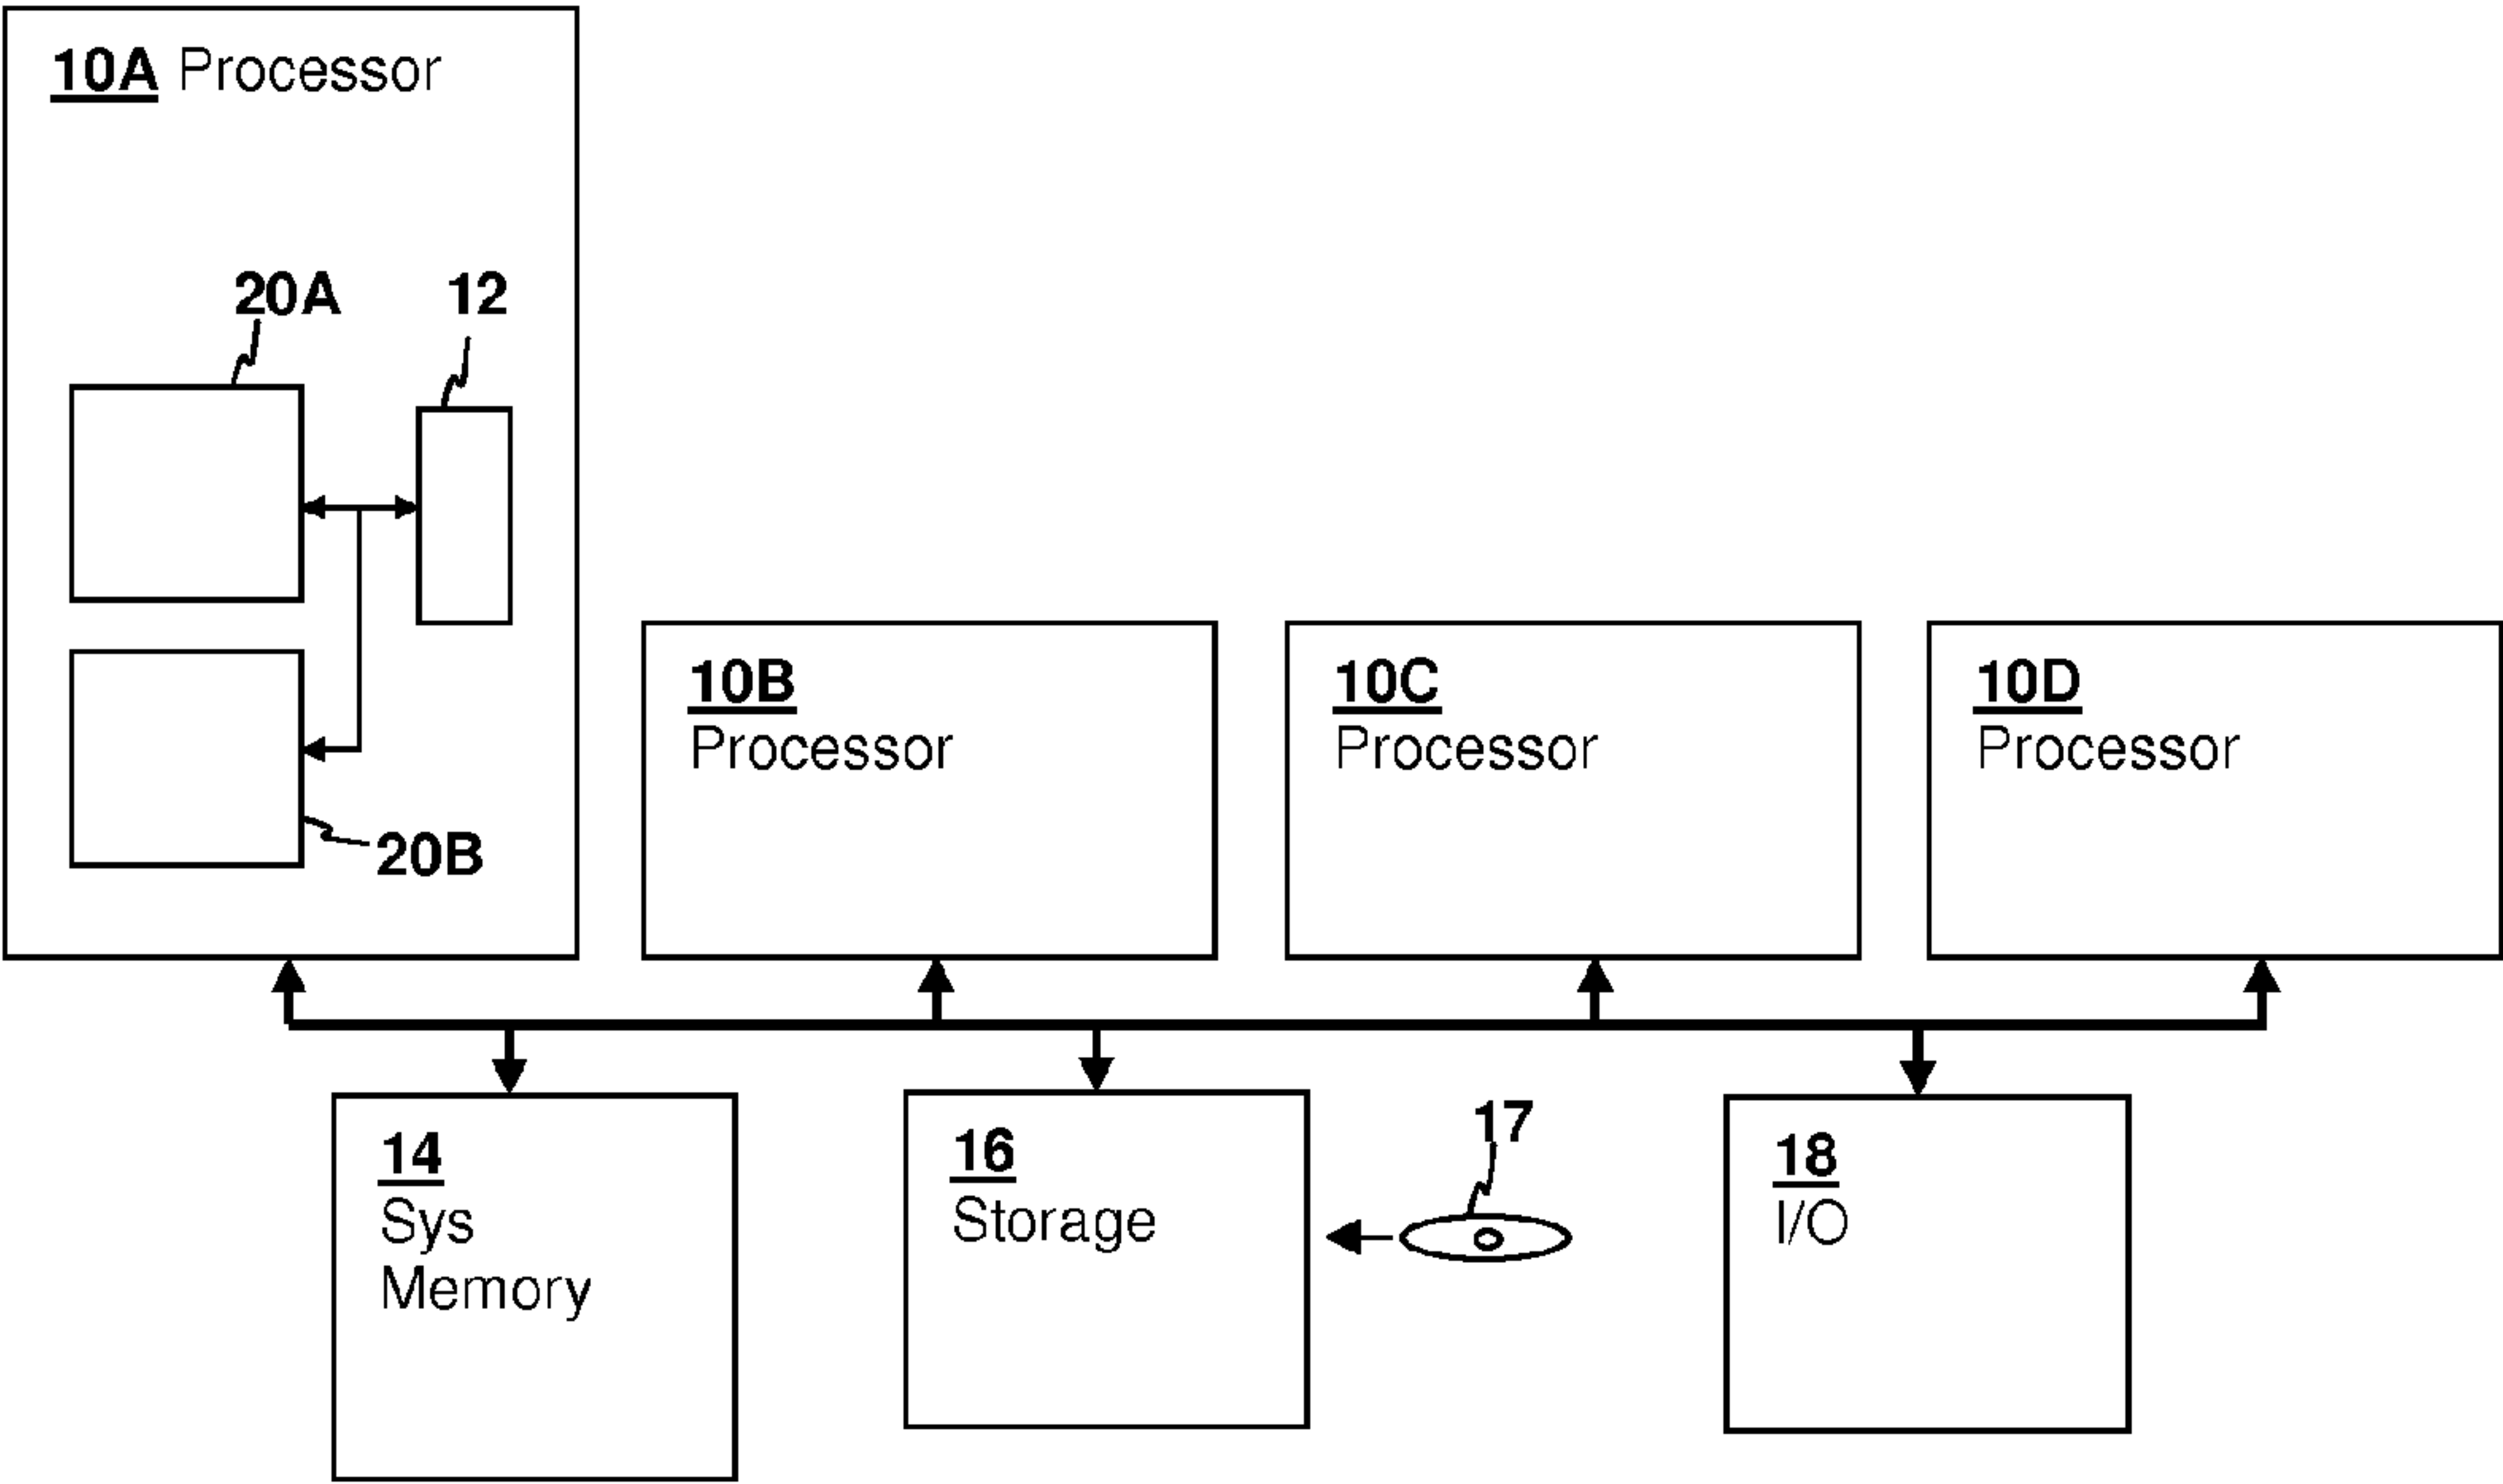 10A Processor
20A
12
20B
10B
Processor
10C
Processor
10D
Processor
14
Sys
Memory
16
Storage
17
18
I/O